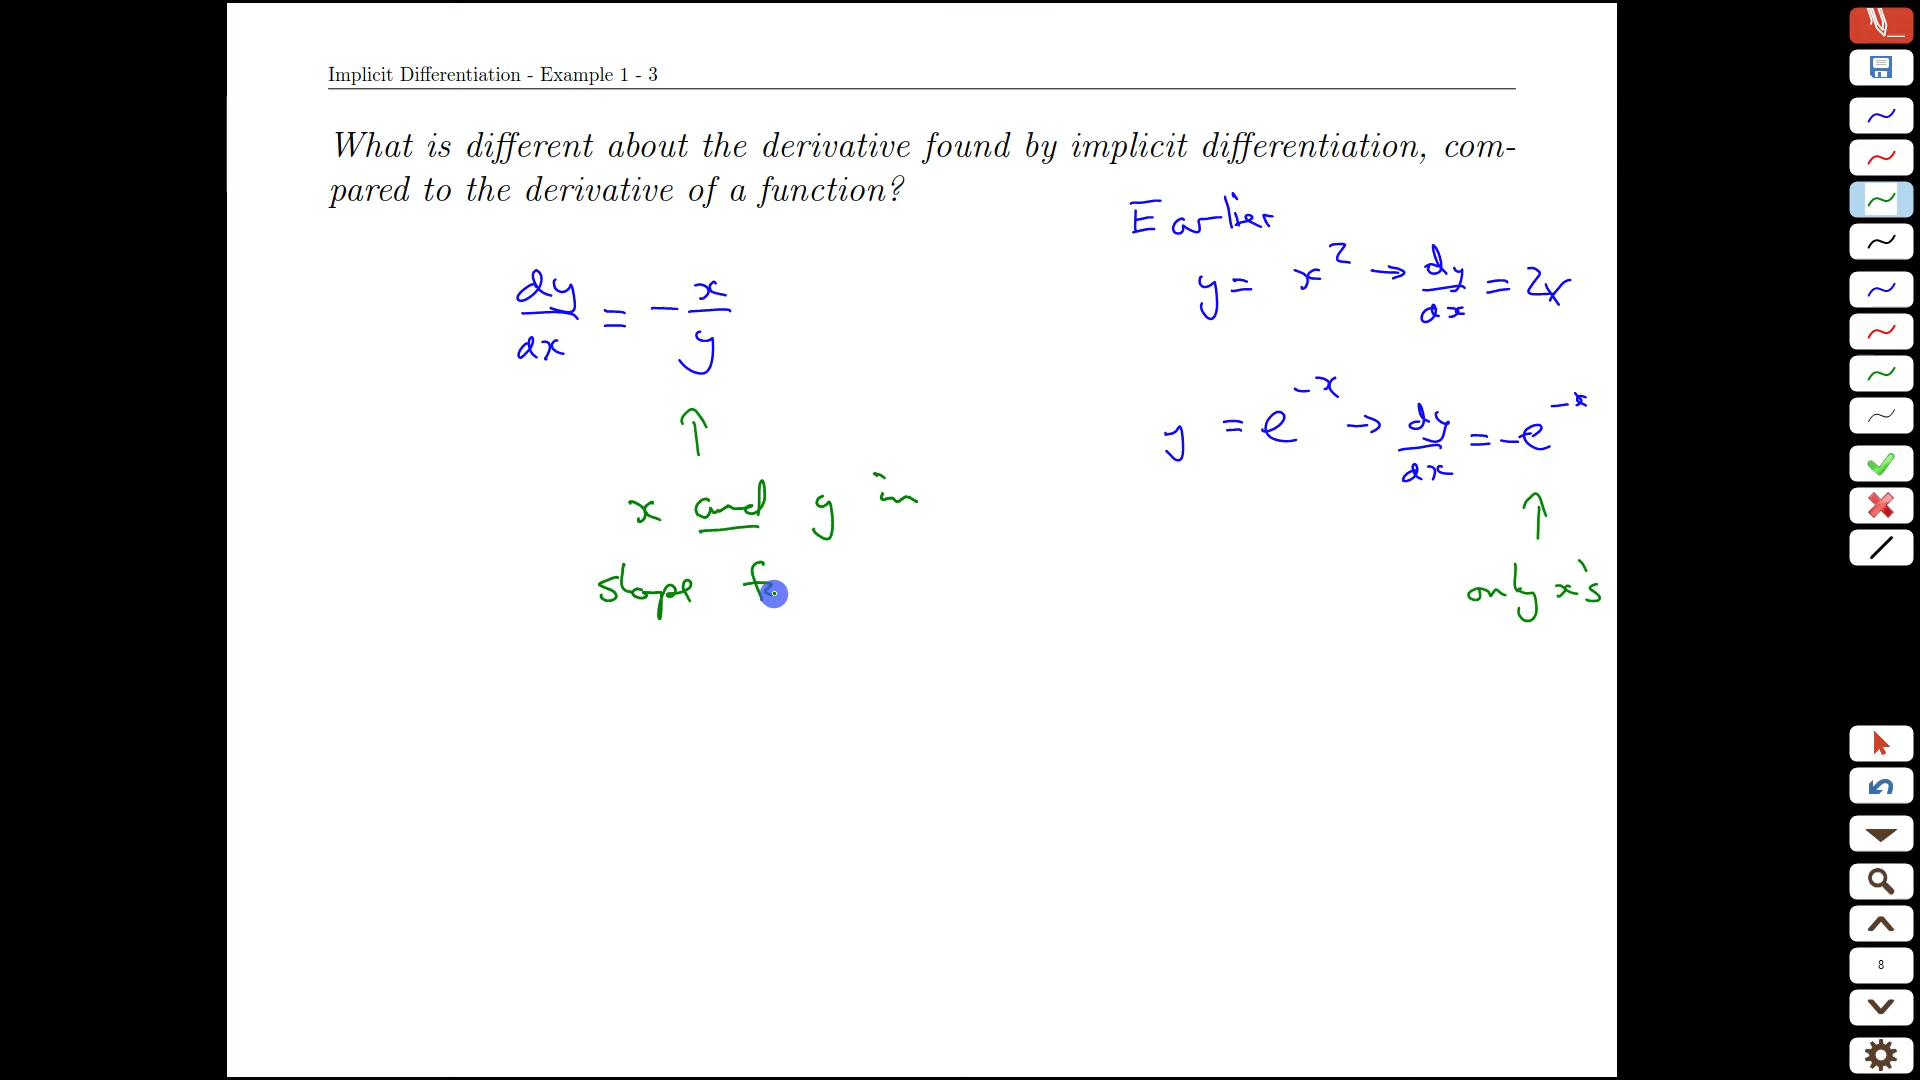 Implicit Differentiation - Example 1 - 3
What is different about the derivative found by implicit differentiation, com-
pared to the derivative of a function?
Earlier
y = x² → dy/dx = 2x
dy/dx = - x/y
y = e^-x → dy/dx = -e^-x
↑
x and y in
slope f
↑
only x's
8